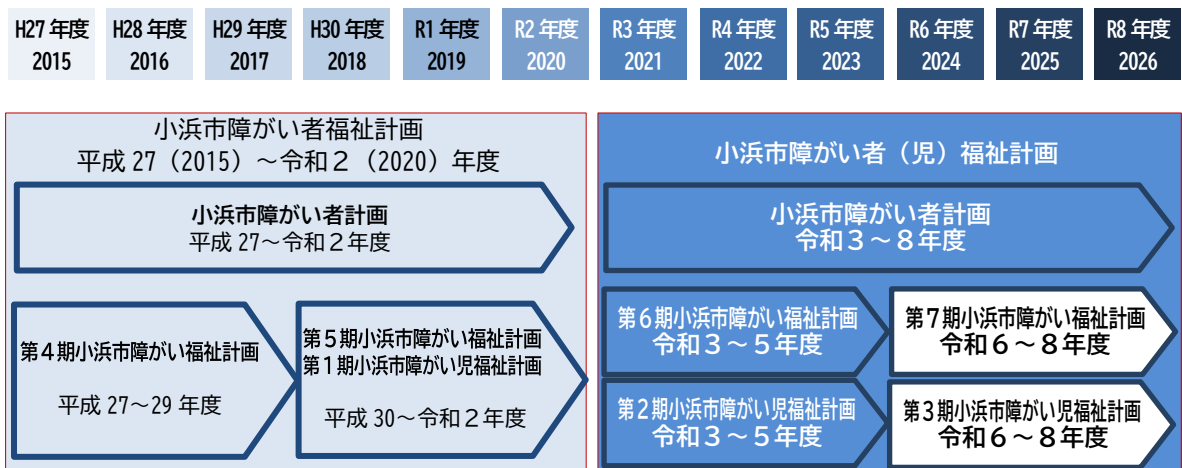 H27年度 H28年度 H29年度 H30年度 R1年度 R2年度 R3年度 R4年度 R5年度 R6年度 R7年度 R8年度
2015 2016 2017 2018 2019 2020 2021 2022 2023 2024 2025 2026
小浜市障がい者福祉計画
平成27（2015）～令和２（2020）年度
小浜市障がい者計画
平成27～令和２年度
第４期小浜市障がい福祉計画
平成27～29年度
第５期小浜市障がい福祉計画
第１期小浜市障がい児福祉計画
平成30～令和２年度
小浜市障がい者（児）福祉計画
小浜市障がい者計画
令和３～８年度
第６期小浜市障がい福祉計画
令和３～５年度
第７期小浜市障がい福祉計画
令和６～８年度
第２期小浜市障がい児福祉計画
令和３～５年度
第３期小浜市障がい児福祉計画
令和６～８年度